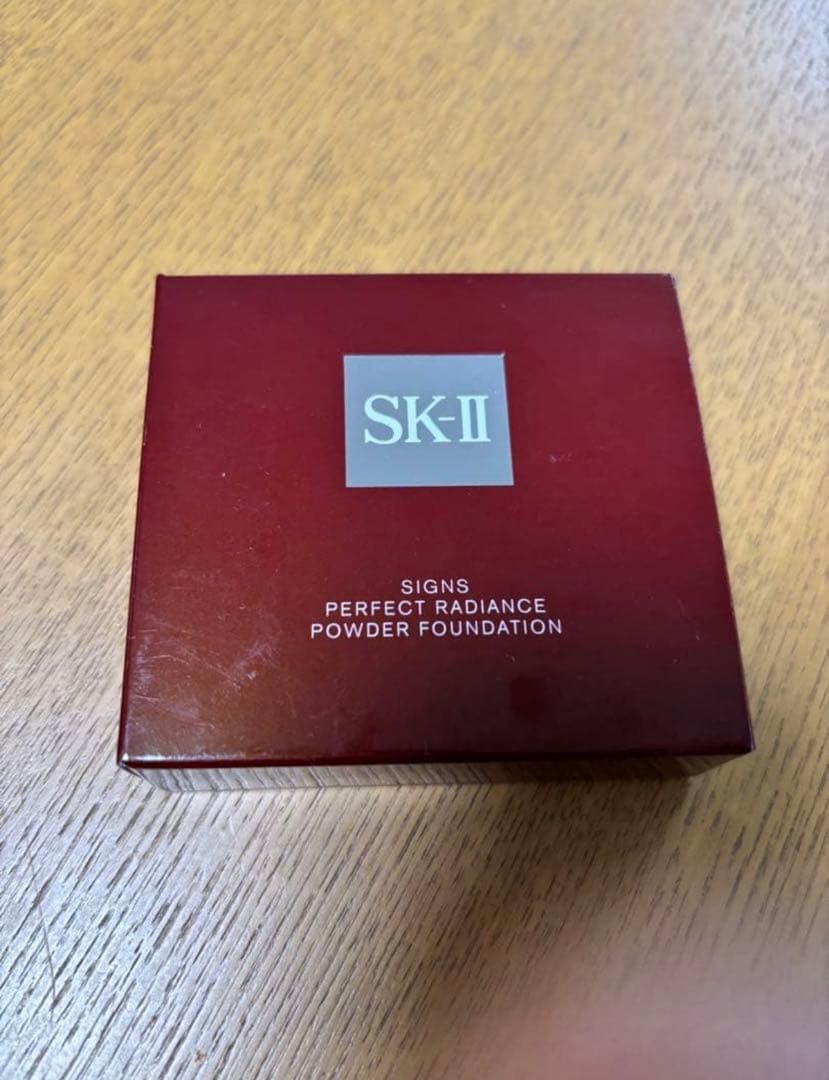 SK-II
SIGNS
PERFECT RADIANCE
POWDER FOUNDATION